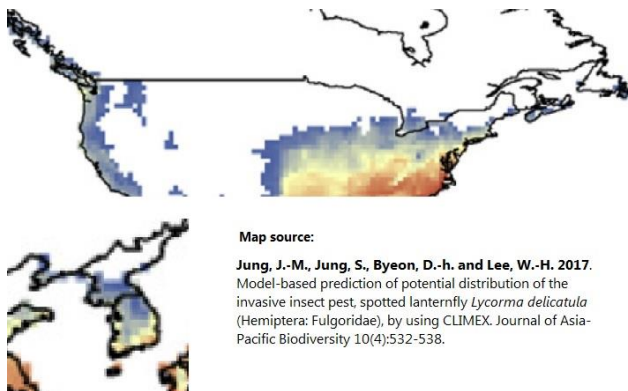 Map source:
Jung, J.-M., Jung, S., Byeon, D.-h. and Lee, W.-H. 2017.
Model-based prediction of potential distribution of the
invasive insect pest, spotted lanternfly Lycorma delicatula
(Hemiptera: Fulgoridae), by using CLIMEX. Journal of Asia-
Pacific Biodiversity 10(4):532-538.